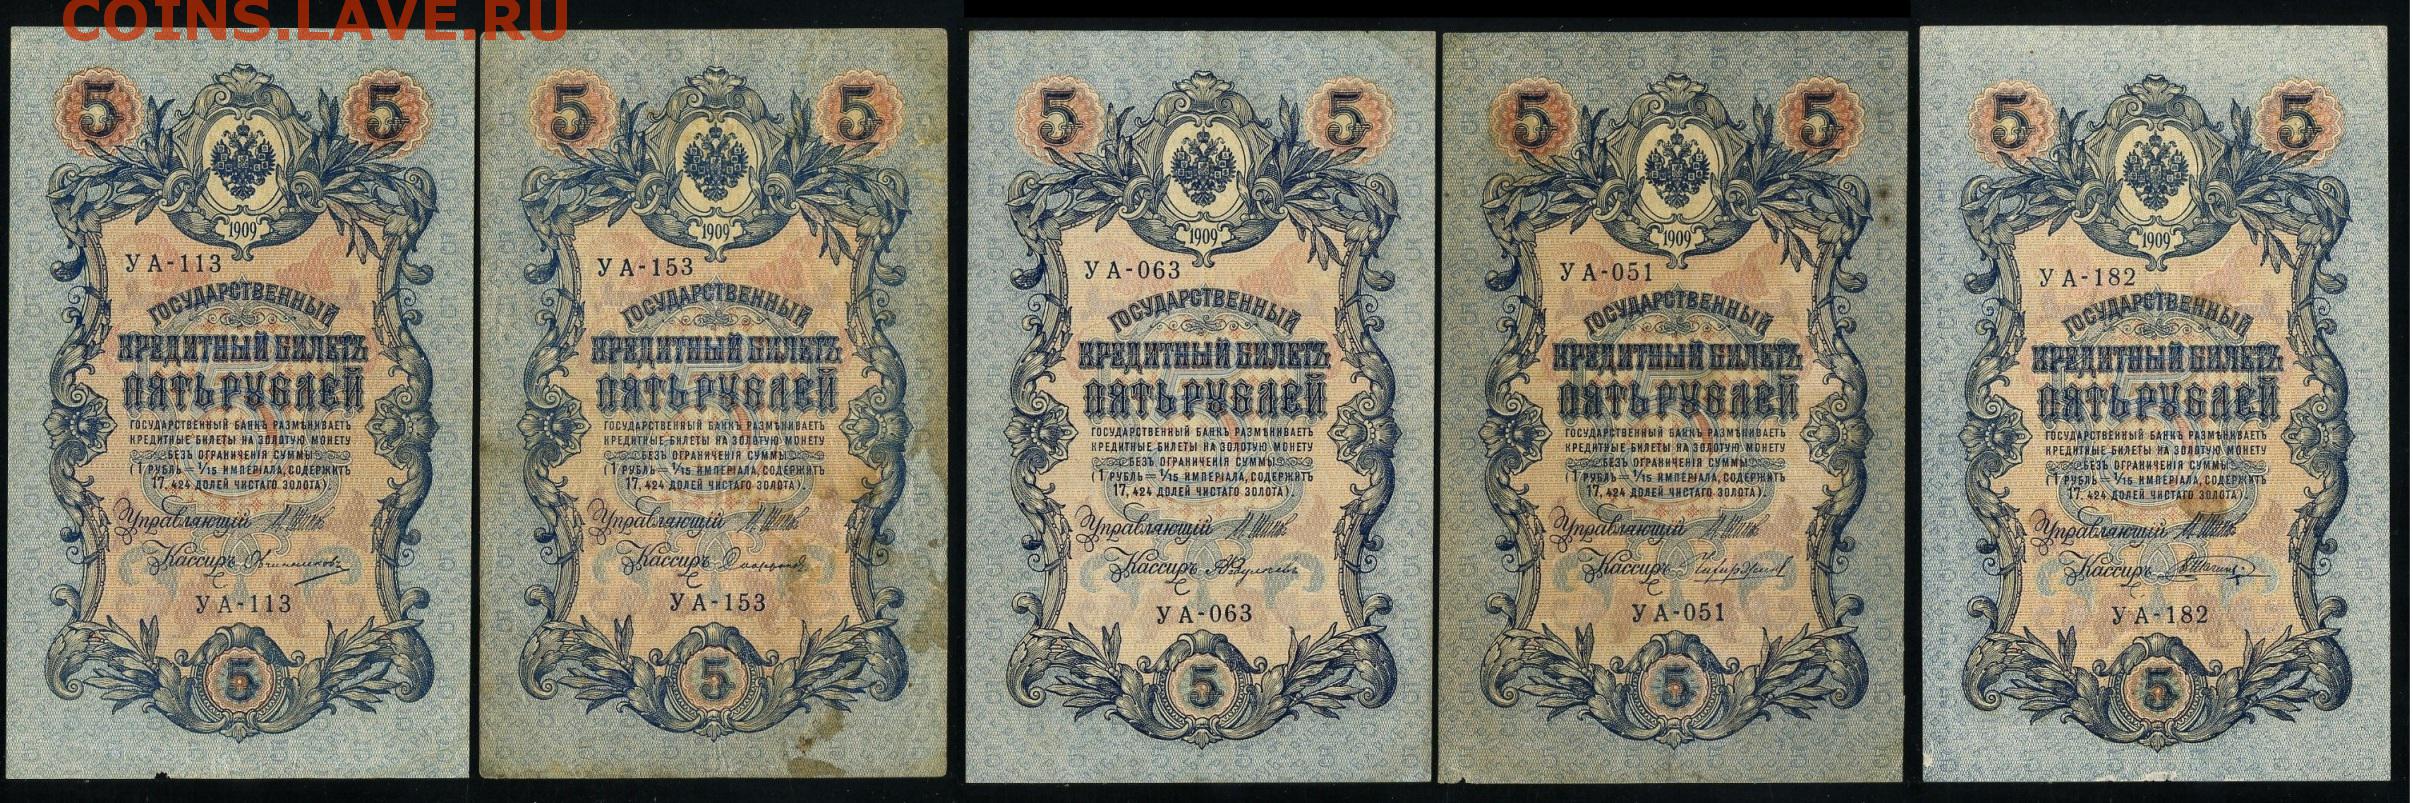 COINS.LAVE.RU
5 5
1909
УА-113
ГОСУДАРСТВЕННЫЙ
КРЕДИТНЫЙ БИЛЕТЪ
ПЯТЬ РУБЛЕЙ
ГОСУДАРСТВЕННЫЙ БАНКЪ РАЗМѢНИВАЕТЪ
КРЕДИТНЫЕ БИЛЕТЫ НА ЗОЛОТУЮ МОНЕТУ
БЕЗЪ ОГРАНИЧЕНІЯ СУММЫ
(1 РУБЛЬ = 1/15 ИМПЕРІАЛА, СОДЕРЖИТЪ
17,424 ДОЛЕЙ ЧИСТАГО ЗОЛОТА).
Управляющій
Кассиръ Овчинниковъ
УА-113
5
5 5
1909
УА-153
ГОСУДАРСТВЕННЫЙ
КРЕДИТНЫЙ БИЛЕТЪ
ПЯТЬ РУБЛЕЙ
ГОСУДАРСТВЕННЫЙ БАНКЪ РАЗМѢНИВАЕТЪ
КРЕДИТНЫЕ БИЛЕТЫ НА ЗОЛОТУЮ МОНЕТУ
БЕЗЪ ОГРАНИЧЕНІЯ СУММЫ
(1 РУБЛЬ = 1/15 ИМПЕРІАЛА, СОДЕРЖИТЪ
17,424 ДОЛЕЙ ЧИСТАГО ЗОЛОТА).
Управляющій
Кассиръ
УА-153
5
5 5
1909
УА-063
ГОСУДАРСТВЕННЫЙ
КРЕДИТНЫЙ БИЛЕТЪ
ПЯТЬ РУБЛЕЙ
ГОСУДАРСТВЕННЫЙ БАНКЪ РАЗМѢНИВАЕТЪ
КРЕДИТНЫЕ БИЛЕТЫ НА ЗОЛОТУЮ МОНЕТУ
БЕЗЪ ОГРАНИЧЕНІЯ СУММЫ
(1 РУБЛЬ = 1/15 ИМПЕРІАЛА, СОДЕРЖИТЪ
17,424 ДОЛЕЙ ЧИСТАГО ЗОЛОТА).
Управляющій
Кассиръ
УА-063
5
5 5
1909
УА-051
ГОСУДАРСТВЕННЫЙ
КРЕДИТНЫЙ БИЛЕТЪ
ПЯТЬ РУБЛЕЙ
ГОСУДАРСТВЕННЫЙ БАНКЪ РАЗМѢНИВАЕТЪ
КРЕДИТНЫЕ БИЛЕТЫ НА ЗОЛОТУЮ МОНЕТУ
БЕЗЪ ОГРАНИЧЕНІЯ СУММЫ
(1 РУБЛЬ = 1/15 ИМПЕРІАЛА, СОДЕРЖИТЪ
17,424 ДОЛЕЙ ЧИСТАГО ЗОЛОТА).
Управляющій
Кассиръ
УА-051
5
5 5
1909
УА-182
ГОСУДАРСТВЕННЫЙ
КРЕДИТНЫЙ БИЛЕТЪ
ПЯТЬ РУБЛЕЙ
ГОСУДАРСТВЕННЫЙ БАНКЪ РАЗМѢНИВАЕТЪ
КРЕДИТНЫЕ БИЛЕТЫ НА ЗОЛОТУЮ МОНЕТУ
БЕЗЪ ОГРАНИЧЕНІЯ СУММЫ
(1 РУБЛЬ = 1/15 ИМПЕРІАЛА, СОДЕРЖИТЪ
17,424 ДОЛЕЙ ЧИСТАГО ЗОЛОТА).
Управляющій
Кассиръ
УА-182
5